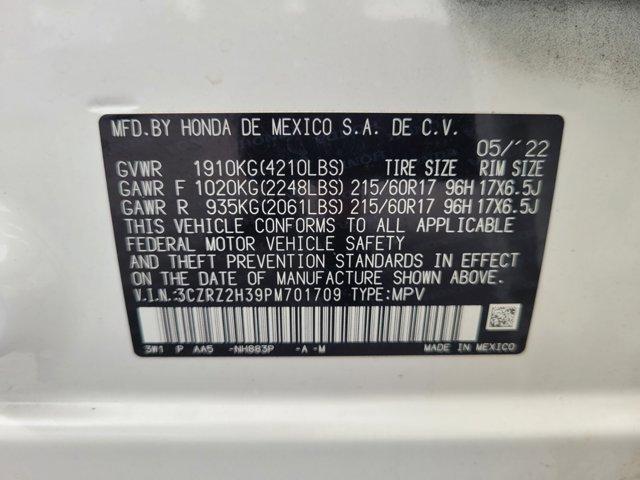 MFD.BY HONDA DE MEXICO S.A. DE C.V.
05/'22
GVWR 1910KG(4210LBS) TIRE SIZE RIM SIZE
GAWR F 1020KG(2248LBS) 215/60R17 96H 17X6.5J
GAWR R 935KG(2061LBS) 215/60R17 96H 17X6.5J
THIS VEHICLE CONFORMS TO ALL APPLICABLE
FEDERAL MOTOR VEHICLE SAFETY
AND THEFT PREVENTION STANDARDS IN EFFECT
ON THE DATE OF MANUFACTURE SHOWN ABOVE.
V.I.N.:3CZRZ2H39PM701709 TYPE:MPV
3W1 P AA5 -NH883P -A -M MADE IN MEXICO